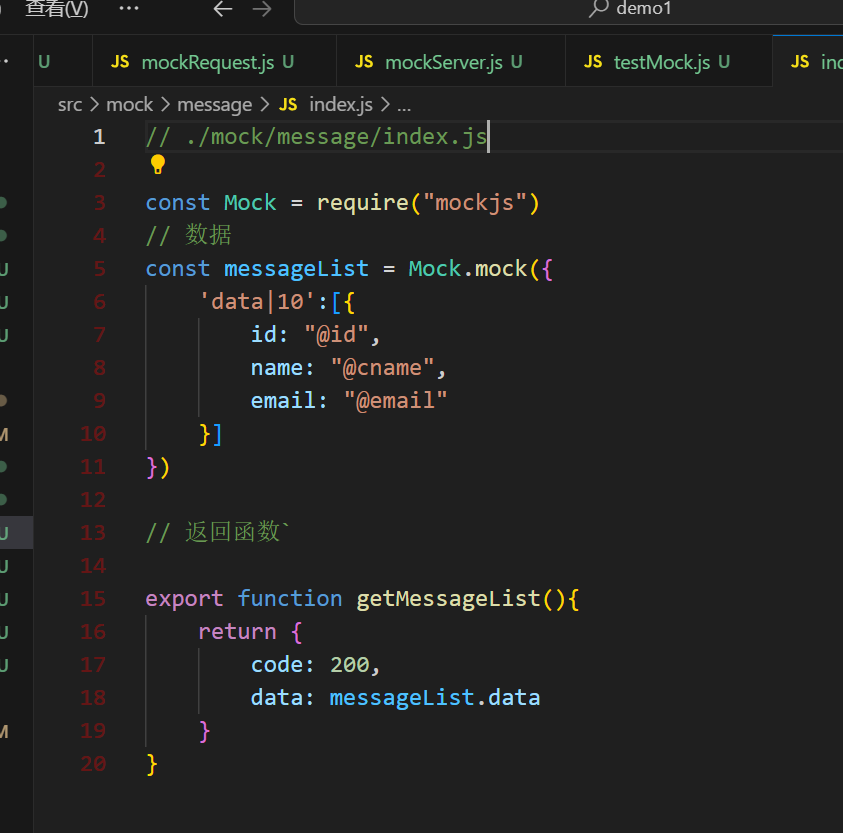 查看(V) ... ← → demo1
U JS mockRequest.js U JS mockServer.js U JS testMock.js U JS
src > mock > message > JS index.js > ...
1 // ./mock/message/index.js
2
3 const Mock = require("mockjs")
4 // 数据
5 const messageList = Mock.mock({
6 'data|10':[{
7 id: "@id",
8 name: "@cname",
9 email: "@email"
10 }]
11 })
12
13 // 返回函数`
14
15 export function getMessageList(){
16 return {
17 code: 200,
18 data: messageList.data
19 }
20 }
U
U
U
M
U
U
U
U
U
M